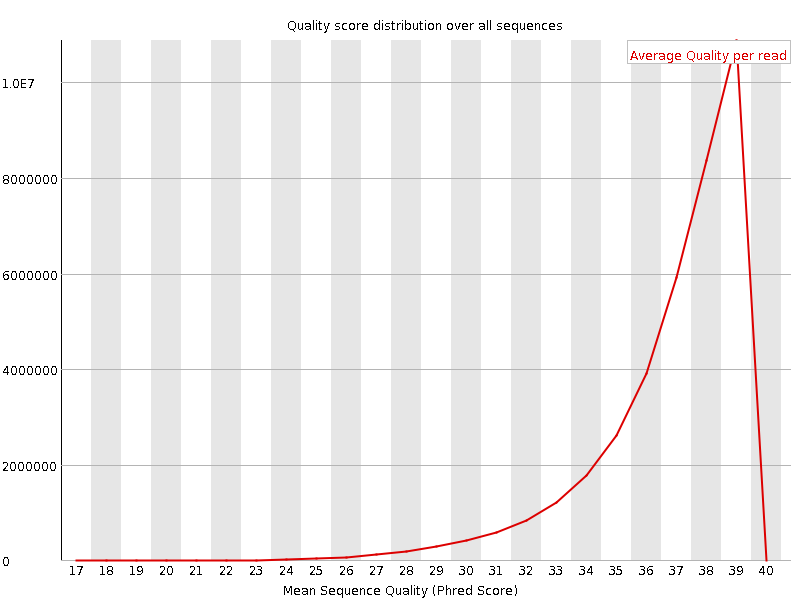 Quality score distribution over all sequences
Average Quality per read
1.0E7
8000000
6000000
4000000
2000000
0
17 18 19 20 21 22 23 24 25 26 27 28 29 30 31 32 33 34 35 36 37 38 39 40
Mean Sequence Quality (Phred Score)